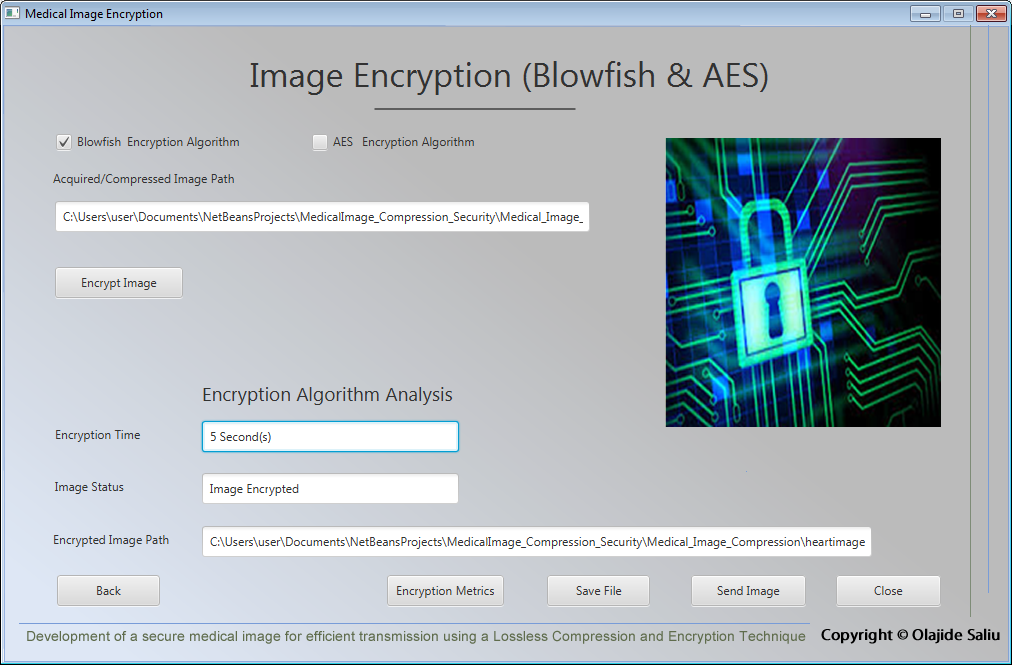 Medical Image Encryption
Image Encryption (Blowfish & AES)
Blowfish Encryption Algorithm
AES Encryption Algorithm
Acquired/Compressed Image Path
C:\Users\user\Documents\NetBeansProjects\MedicalImage_Compression_Security\Medical_Image_
Encrypt Image
Encryption Algorithm Analysis
Encryption Time
5 Second(s)
Image Status
Image Encrypted
Encrypted Image Path
C:\Users\user\Documents\NetBeansProjects\MedicalImage_Compression_Security\Medical_Image_Compression\heartimage
Back
Encryption Metrics
Save File
Send Image
Close
Development of a secure medical image for efficient transmission using a Lossless Compression and Encryption Technique
Copyright © Olajide Saliu